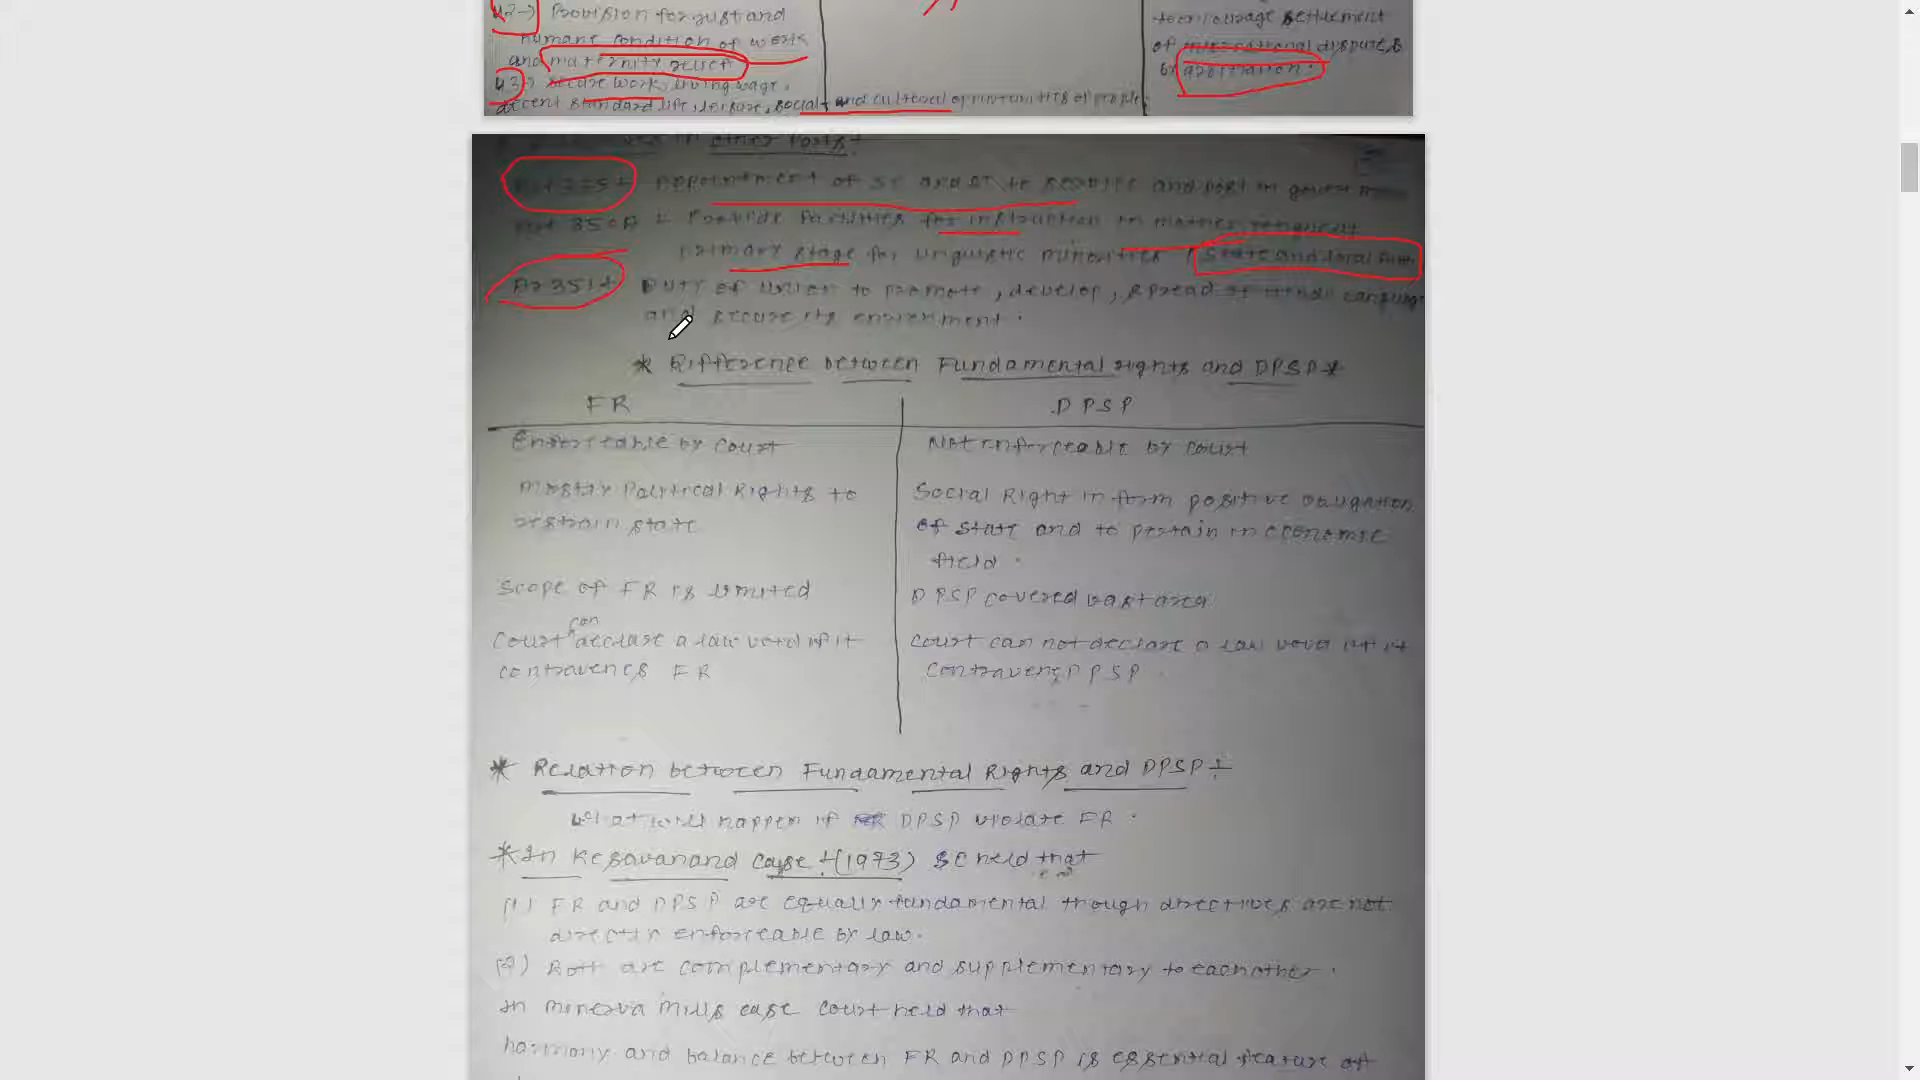 42→ Provision for just and
humane condition of work
and maternity relief
43→ secure work, living wage,
decent standard life, leisure, social and cultural opportunities of people.
to encourage settlement
of international disputes
by arbitration.
other Parts:
Art 335: Appointment of SC and ST to services and post in government
Art 350A: Provide facilities for instruction in mother tongue at
primary stage for linguistic minorities (State and local Auth.
Ar 351: Duty of Union to promote, develop, spread of Hindi language
and secure its enrichment.
* Difference between Fundamental rights and DPSP*
FR DPSP
Enforceable by court Not enforceable by court
Mostly Political Rights to Social Right in form positive obligation
restrain state of state and to pertain in economic
field.
Scope of FR is limited DPSP covered vast area
Court can declare a law void if it Court can not declare a law void if it
contravenes FR contravens DPSP
* Relation between Fundamental Rights and DPSP:
What will happen if DPSP violate FR.
* In Kesavanand case: (1973) SC held that
(1) FR and DPSP are equally fundamental though directives are not
directly enforceable by law.
(2) Both are complementary and supplementary to each other.
In Minerva Mills case court held that
harmony and balance between FR and DPSP is essential feature of